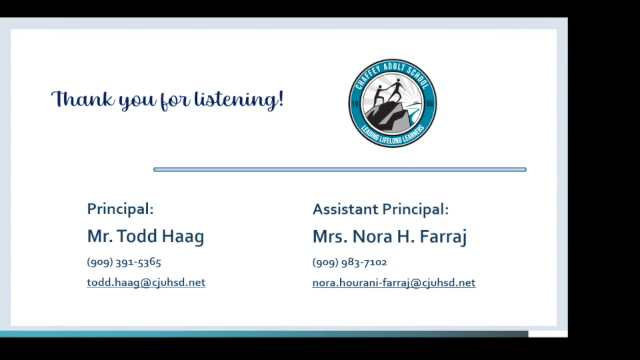 Thank you for listening!
CHAFFEY ADULT SCHOOL
LEADING LIFELONG LEARNERS
Principal:
Mr. Todd Haag
(909) 391-5365
todd.haag@cjuhsd.net
Assistant Principal:
Mrs. Nora H. Farraj
(909) 983-7102
nora.hourani-farraj@cjuhsd.net